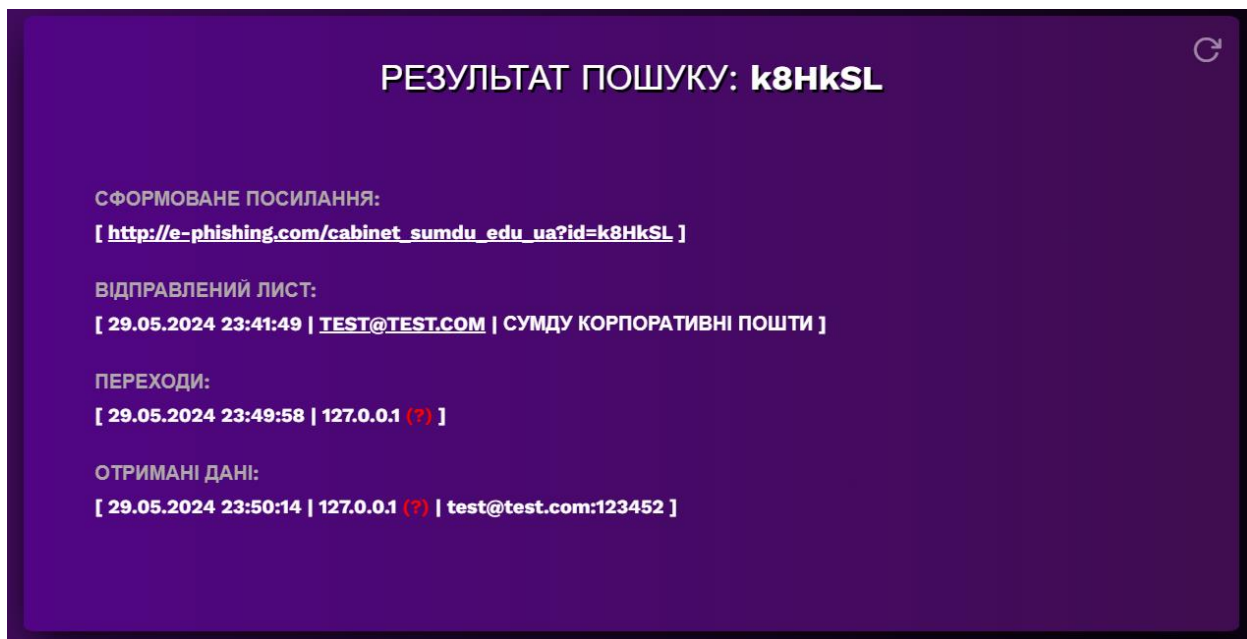 РЕЗУЛЬТАТ ПОШУКУ: k8HkSL
СФОРМОВАНЕ ПОСИЛАННЯ:
[ http://e-phishing.com/cabinet_sumdu_edu_ua?id=k8HkSL ]
ВІДПРАВЛЕНИЙ ЛИСТ:
[ 29.05.2024 23:41:49 | TEST@TEST.COM | СУМДУ КОРПОРАТИВНІ ПОШТИ ]
ПЕРЕХОДИ:
[ 29.05.2024 23:49:58 | 127.0.0.1 (?) ]
ОТРИМАНІ ДАНІ:
[ 29.05.2024 23:50:14 | 127.0.0.1 (?) | test@test.com:123452 ]